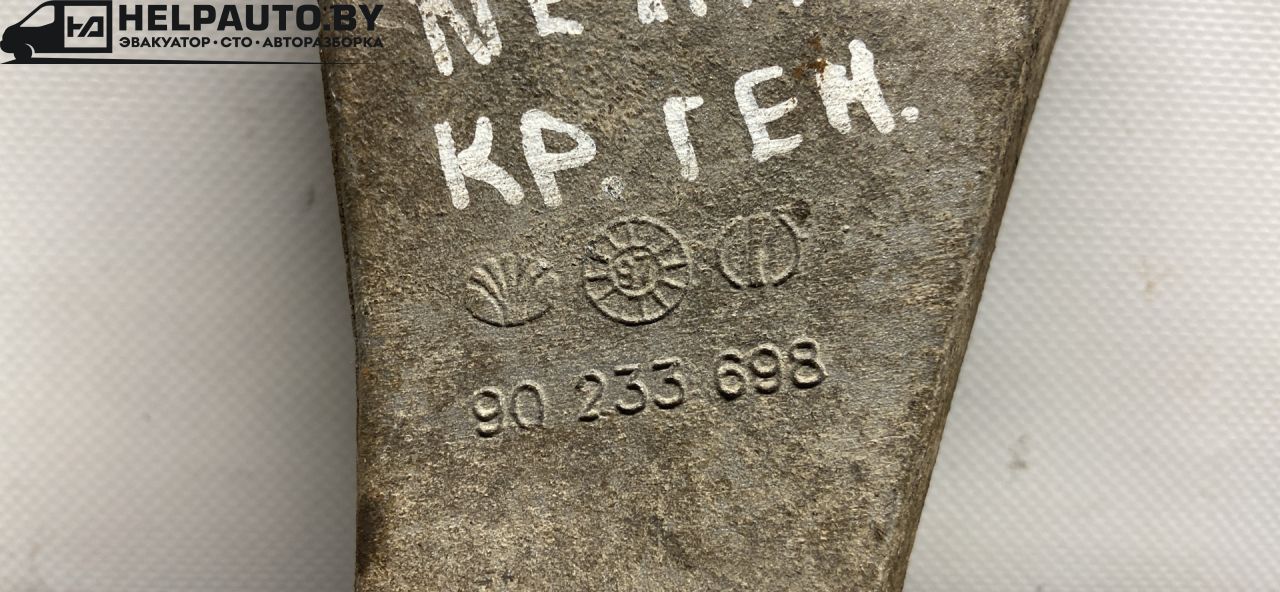 HELPAUTO.BY
ЭВАКУАТОР·СТО·АВТОРАЗБОРКА
КР. ГЕН.
97
90 233 698